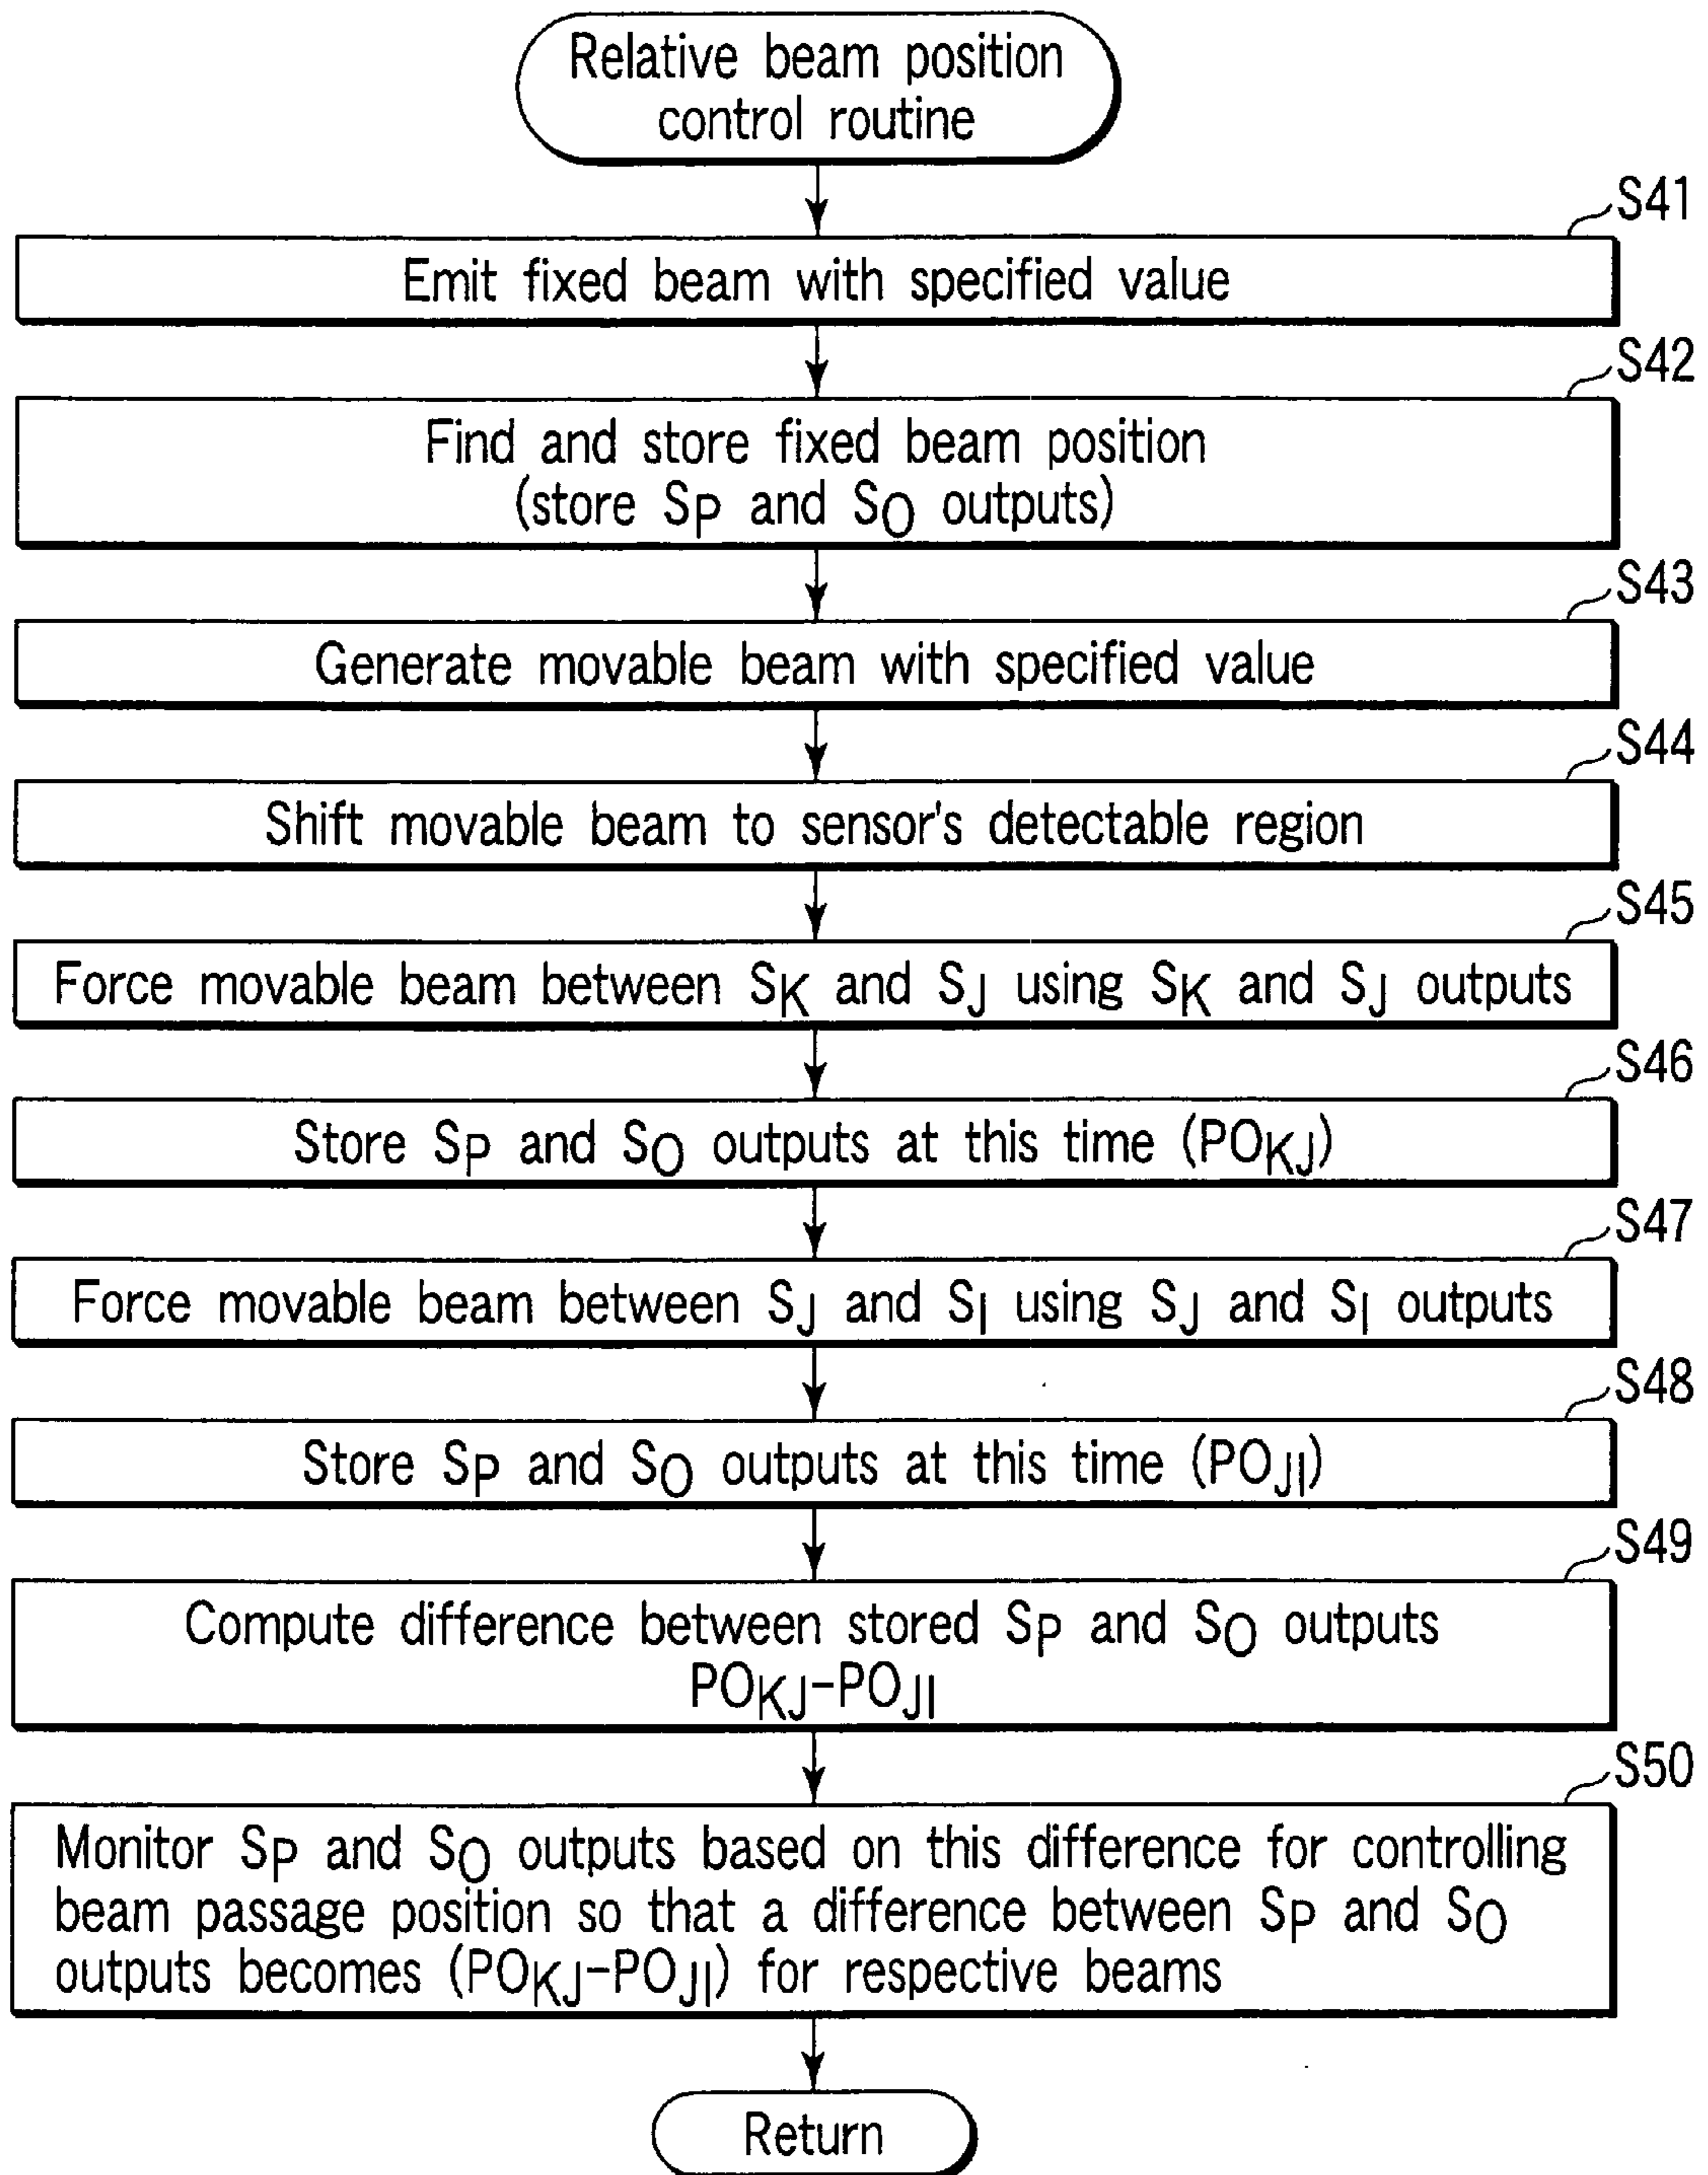 Relative beam position
control routine
S41
Emit fixed beam with specified value
S42
Find and store fixed beam position
(store SP and SO outputs)
S43
Generate movable beam with specified value
S44
Shift movable beam to sensor's detectable region
S45
Force movable beam between SK and SJ using SK and SJ outputs
S46
Store SP and SO outputs at this time (POKJ)
S47
Force movable beam between SJ and SI using SJ and SI outputs
S48
Store SP and SO outputs at this time (POJI)
S49
Compute difference between stored SP and SO outputs
POKJ-POJI
S50
Monitor SP and SO outputs based on this difference for controlling
beam passage position so that a difference between SP and SO
outputs becomes (POKJ-POJI) for respective beams
Return